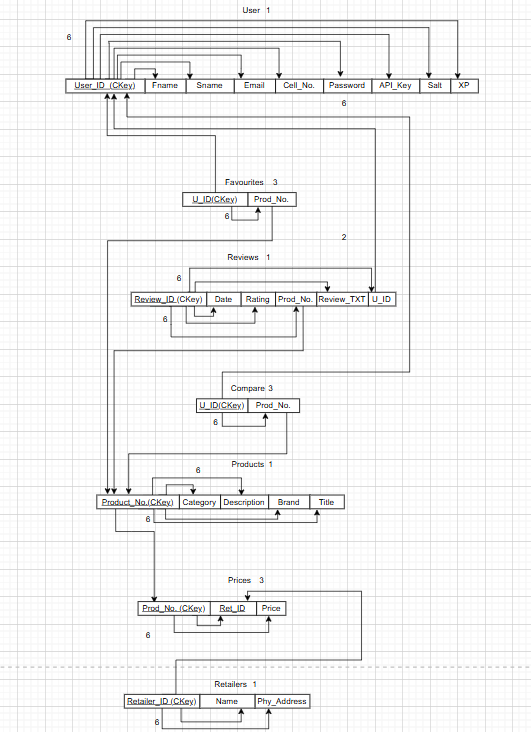 User 1
6
User_ID (CKey) Fname Sname Email Cell_No. Password API_Key Salt XP
6
Favourites 3
U_ID(CKey) Prod_No.
6
2
Reviews 1
6
Review_ID (CKey) Date Rating Prod_No. Review_TXT U_ID
6
Compare 3
U_ID(CKey) Prod_No.
6
Products 1
6
Product_No.(CKey) Category Description Brand Title
6
Prices 3
Prod_No. (CKey) Ret_ID Price
6
Retailers 1
Retailer_ID (CKey) Name Phy_Address
6